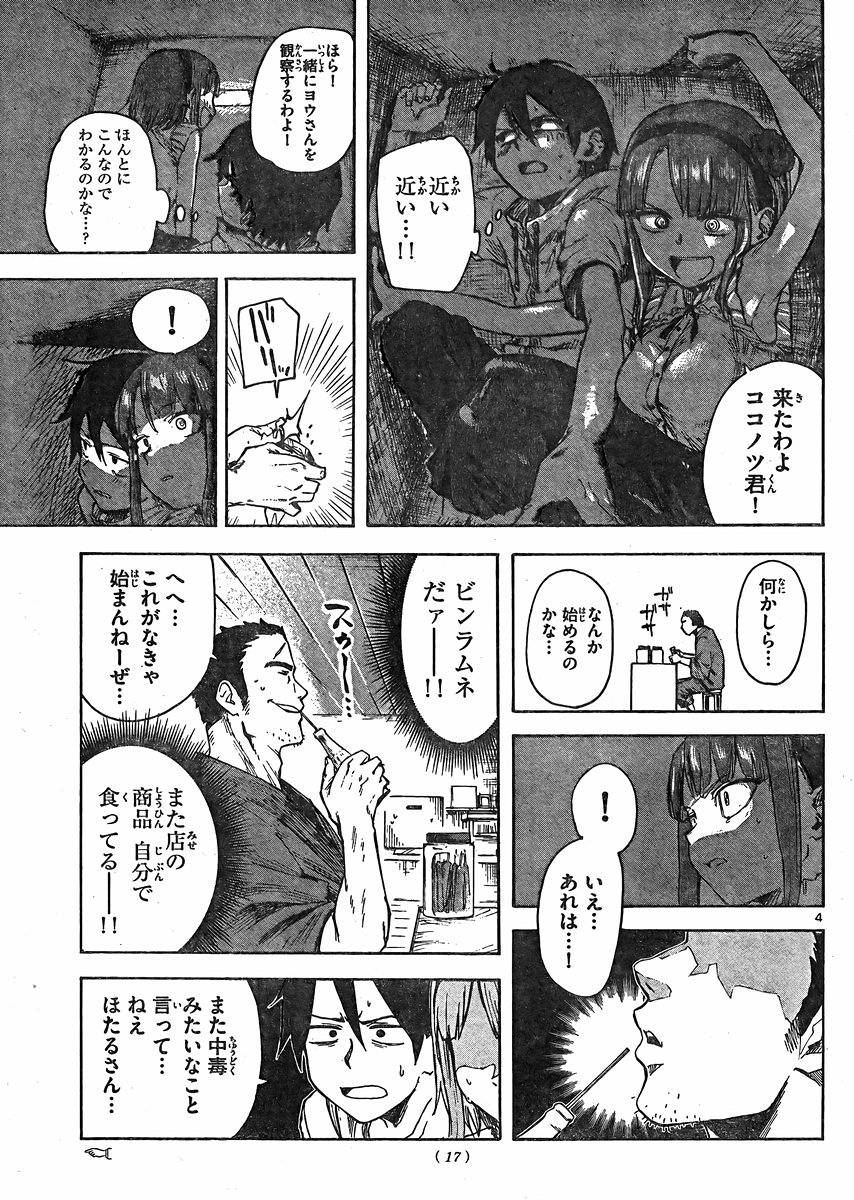 来たわよ
ココノツ君！
近い
近い…!!
ほら！
一緒にヨウさんを
観察するわよ！
ほんとに
こんなので
わかるのかな…？
！
何かしら…
なんか
始めるの
かな…
ガサ
ガサ
！
いえ…
あれは…！
ビンラムネ
だァ――!!
スゥー…
へへ…
これがなきゃ
始まんねーぜ…
また店の
商品 自分で
食ってる――!!
また中毒
みたいなこと
言って…
ねえ
ほたるさん…
4
(17)